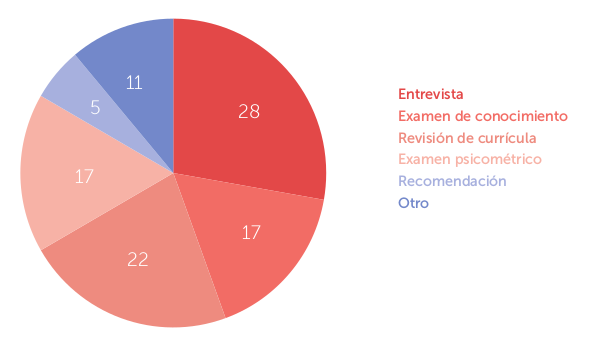 11
28
5
17
17
22
Entrevista
Examen de conocimiento
Revisión de currícula
Examen psicométrico
Recomendación
Otro